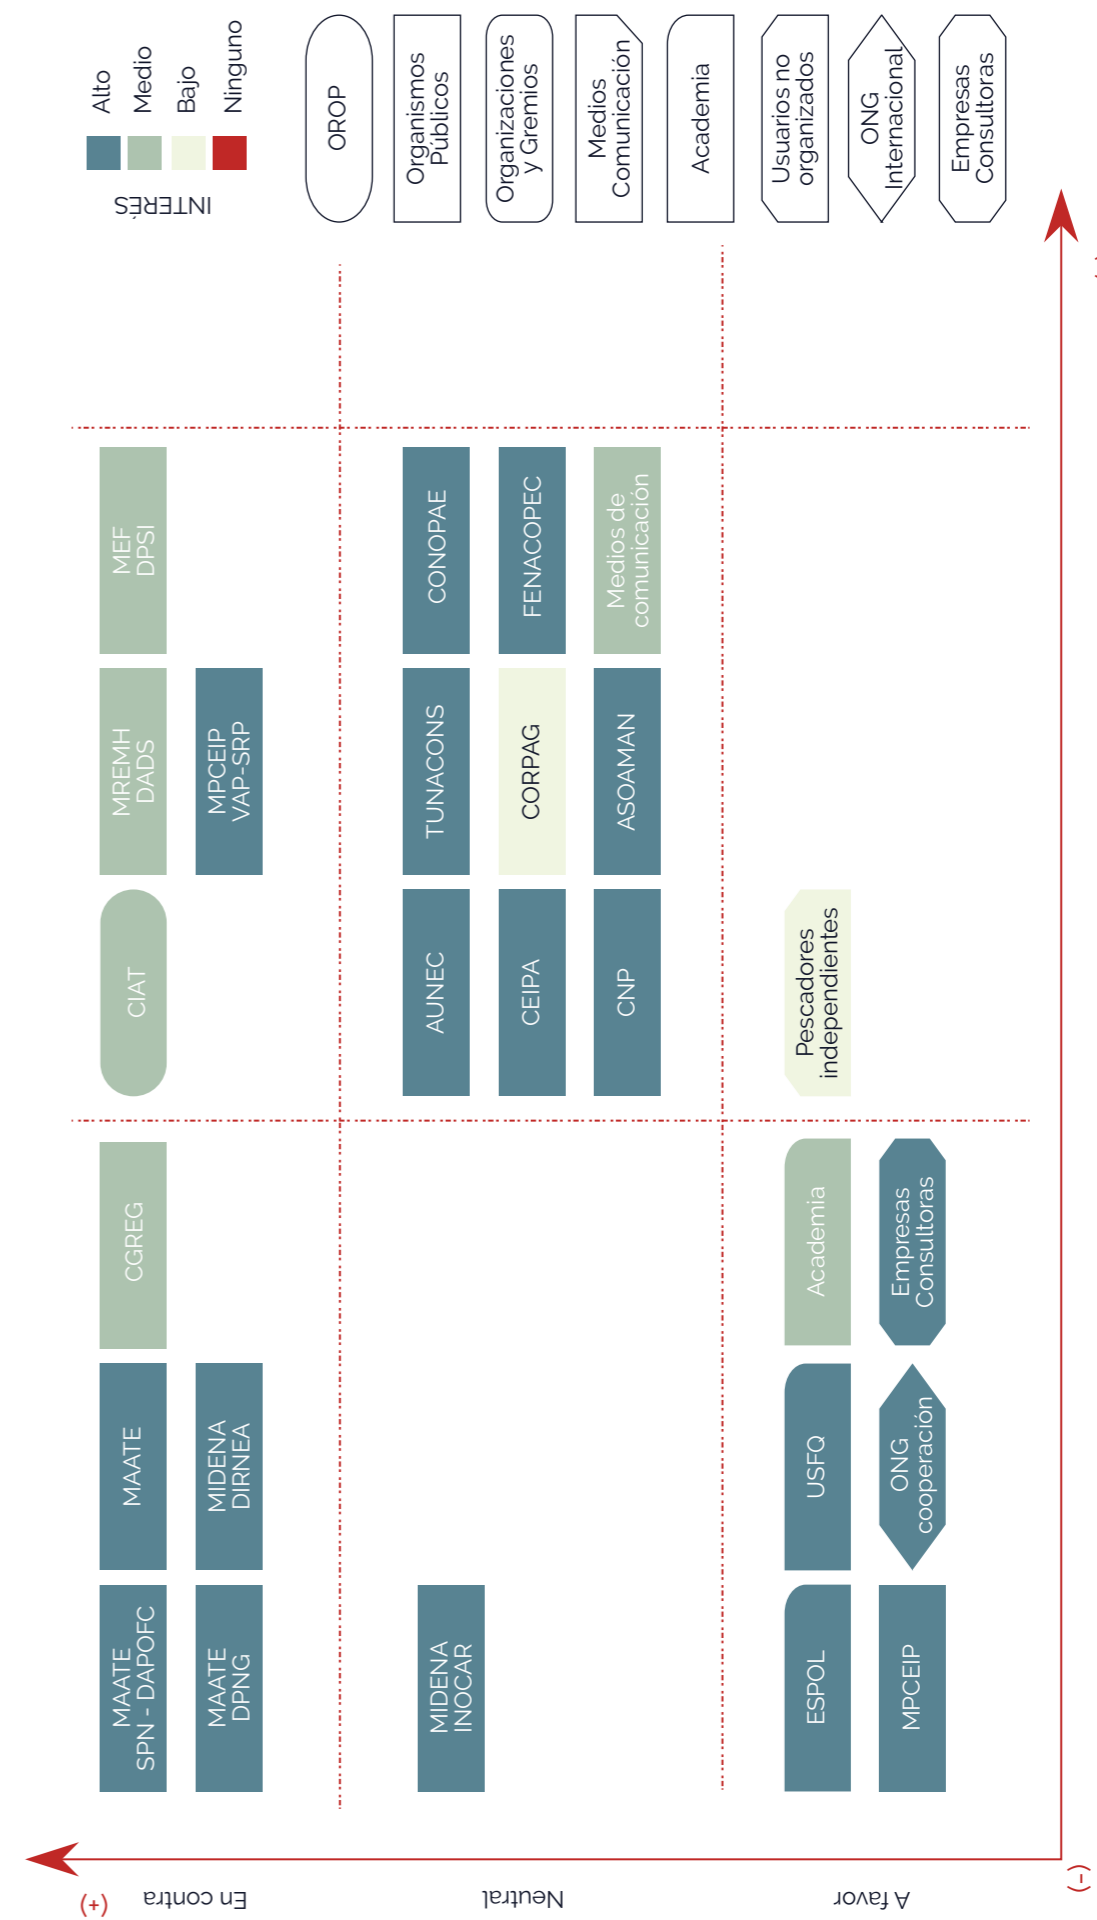 INTERÉS
Alto
Medio
Bajo
Ninguno
OROP
Organismos
Públicos
Organizaciones
y Gremios
Medios
Comunicación
Academia
Usuarios no
organizados
ONG
Internacional
Empresas
Consultoras
(+)
En contra
Neutral
A favor
(-)
MAATE
SPN - DAPOFC
MAATE
CGREG
CIAT
MREMH
DADS
MEF
DPSI
MAATE
DPNG
MIDENA
DIRNEA
MPCEIP
VAP-SRP
MIDENA
INOCAR
AUNEC
TUNACONS
CONOPAE
CEIPA
CORPAG
FENACOPEC
CNP
ASOAMAN
Medios de
comunicación
ESPOL
USFQ
Academia
Pescadores
independientes
MPCEIP
ONG
cooperación
Empresas
Consultoras